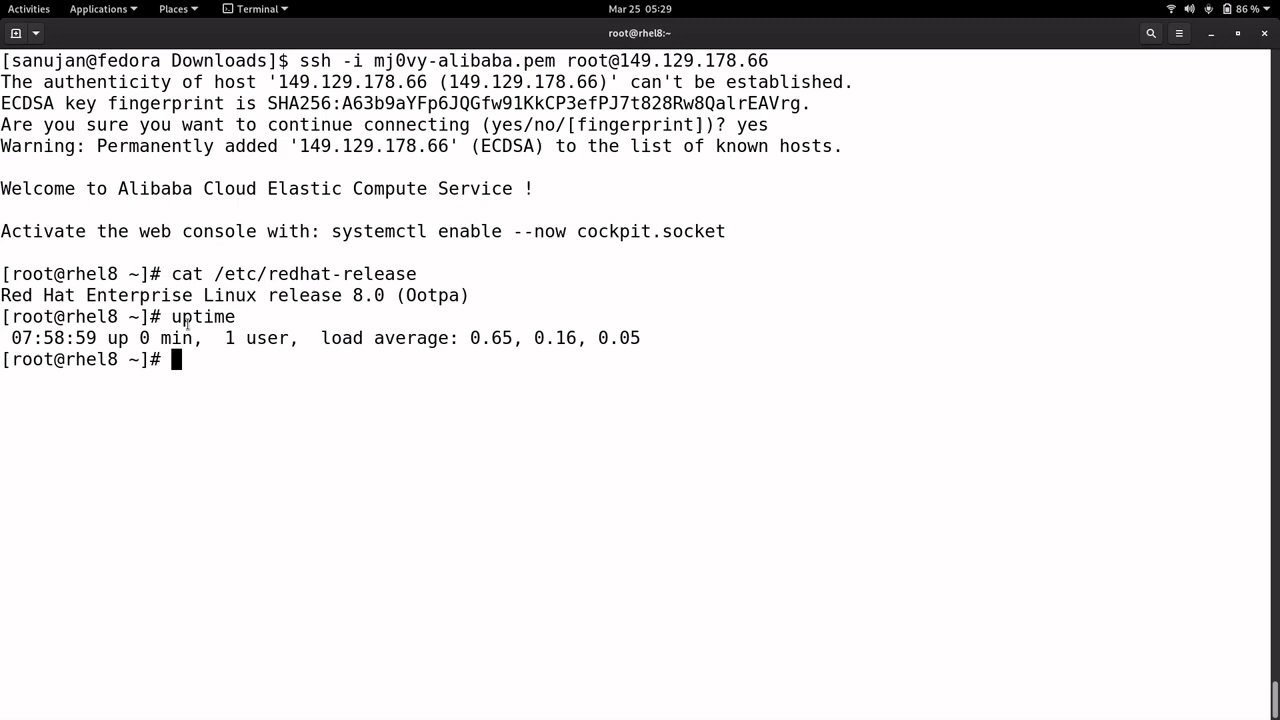 Activities Applications Places Terminal Mar 25 05:29 86 %
root@rhel8:~
[sanujan@fedora Downloads]$ ssh -i mj0vy-alibaba.pem root@149.129.178.66
The authenticity of host '149.129.178.66 (149.129.178.66)' can't be established.
ECDSA key fingerprint is SHA256:A63b9aYFp6JQGfw91KkCP3efPJ7t828Rw8QalrEAVrg.
Are you sure you want to continue connecting (yes/no/[fingerprint])? yes
Warning: Permanently added '149.129.178.66' (ECDSA) to the list of known hosts.
Welcome to Alibaba Cloud Elastic Compute Service !
Activate the web console with: systemctl enable --now cockpit.socket
[root@rhel8 ~]# cat /etc/redhat-release
Red Hat Enterprise Linux release 8.0 (Ootpa)
[root@rhel8 ~]# uptime
07:58:59 up 0 min,  1 user,  load average: 0.65, 0.16, 0.05
[root@rhel8 ~]#